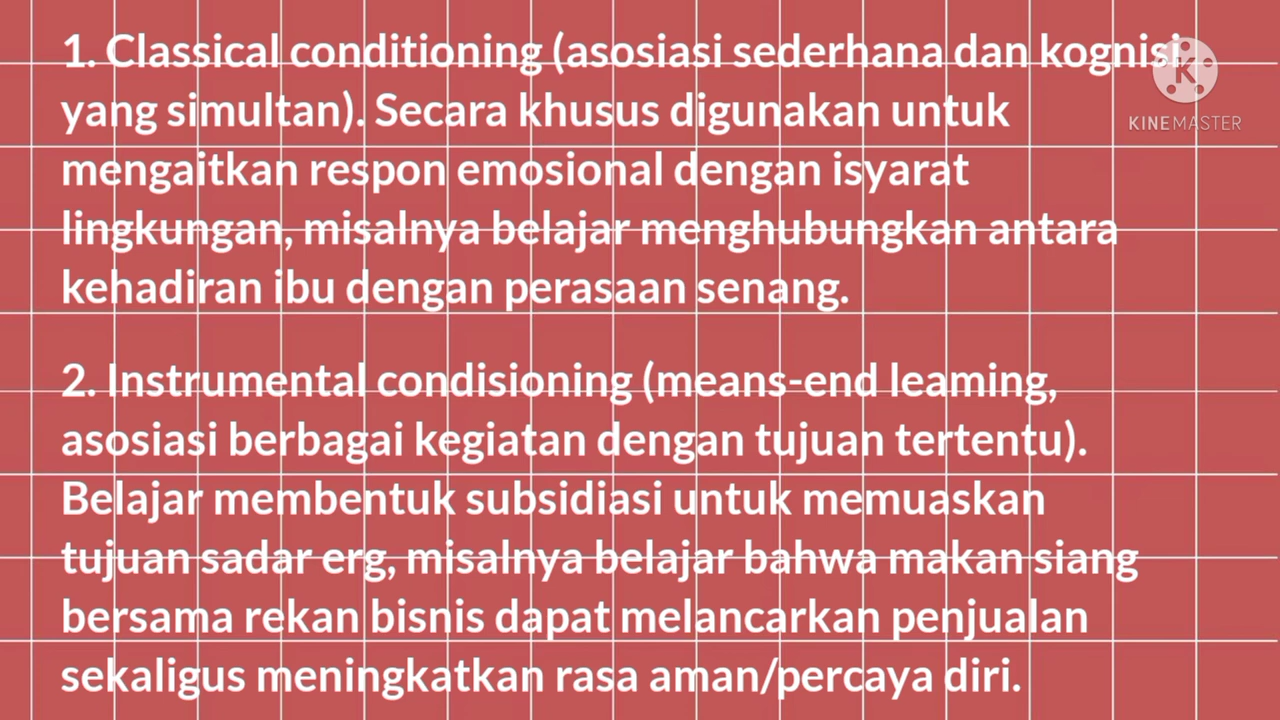 1. Classical conditioning (asosiasi sederhana dan kognisi
yang simultan). Secara khusus digunakan untuk
mengaitkan respon emosional dengan isyarat
lingkungan, misalnya belajar menghubungkan antara
kehadiran ibu dengan perasaan senang.
2. Instrumental condisioning (means-end leaming,
asosiasi berbagai kegiatan dengan tujuan tertentu).
Belajar membentuk subsidiasi untuk memuaskan
tujuan sadar erg, misalnya belajar bahwa makan siang
bersama rekan bisnis dapat melancarkan penjualan
sekaligus meningkatkan rasa aman/percaya diri.
K
KINEMASTER